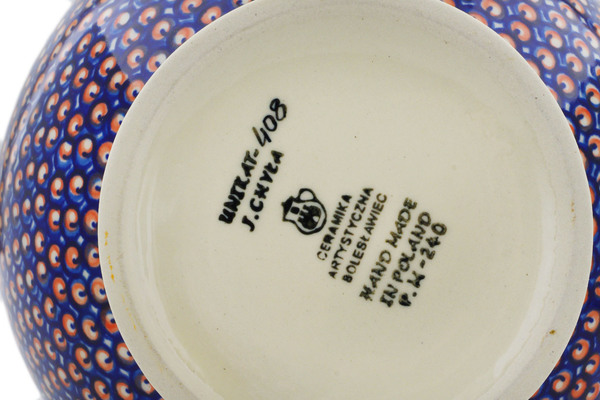 UNIKAT-408
J. CHYŁA
CERAMIKA
ARTYSTYCZNA
BOLESŁAWIEC
HAND MADE
IN POLAND
P.K-240